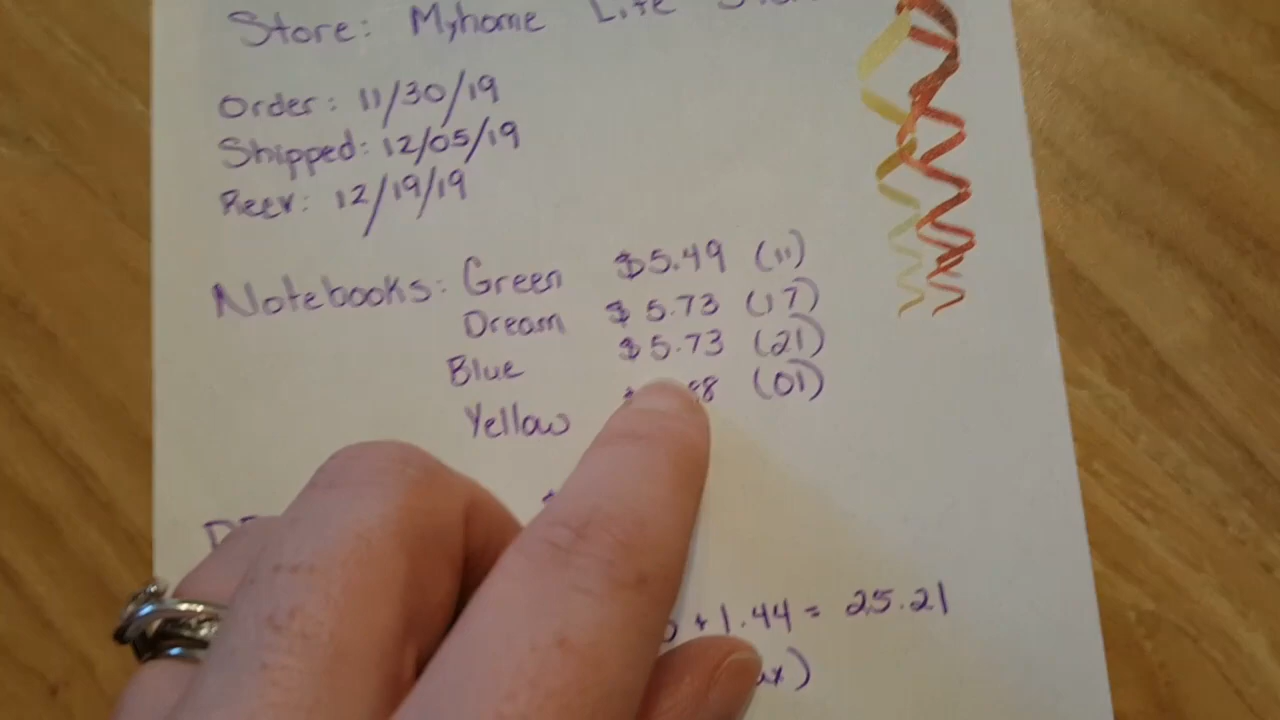 Store: Myhome Life
Order: 11/30/19
Shipped: 12/05/19
Recv: 12/19/19
Notebooks: Green $5.49 (11)
Dream $5.73 (17)
Blue $5.73 (21)
Yellow (01)
+1.44 = 25.21